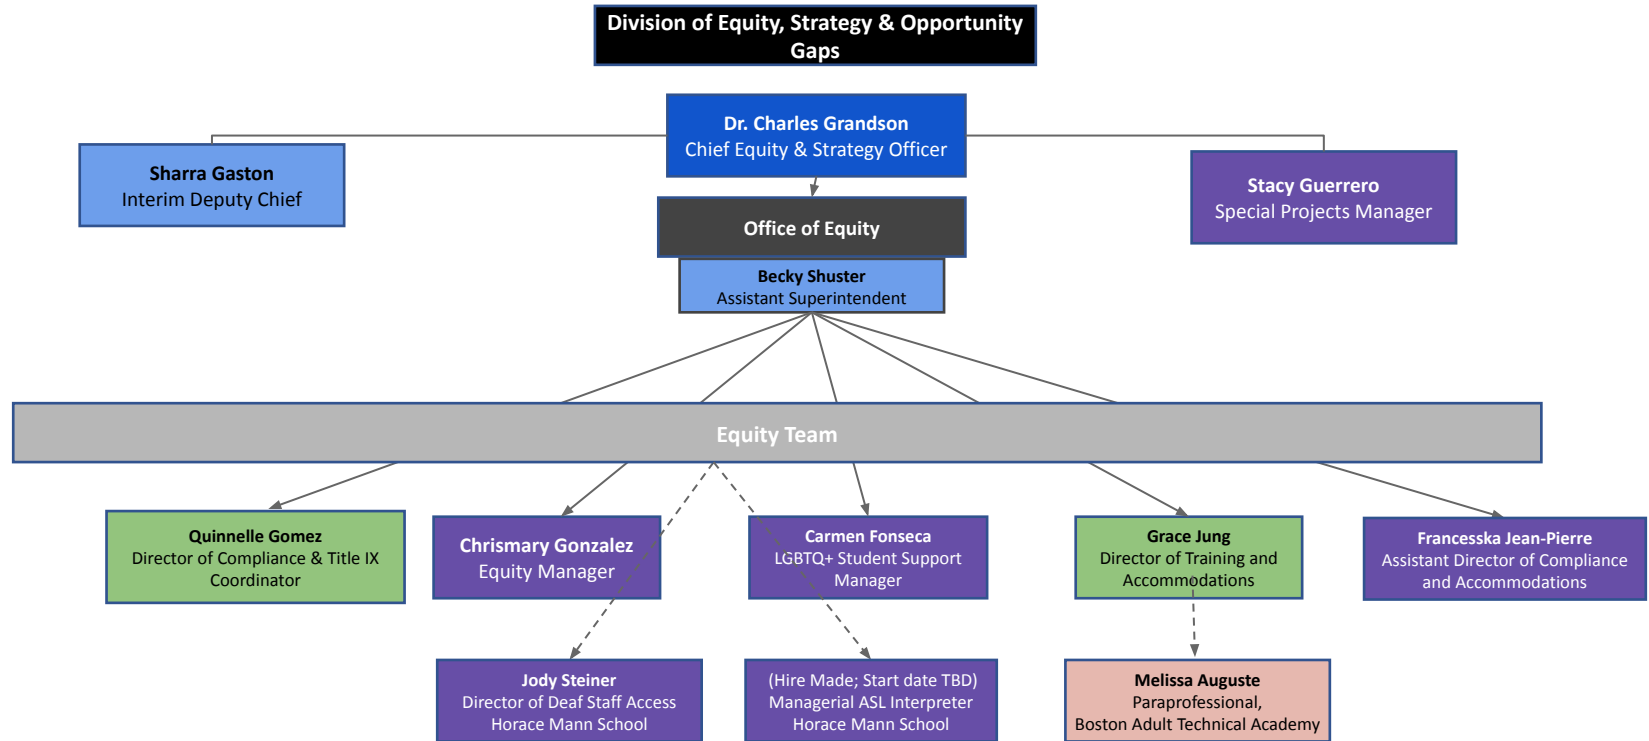 Division of Equity, Strategy & Opportunity
Gaps
Dr. Charles Grandson
Chief Equity & Strategy Officer
Sharra Gaston
Interim Deputy Chief
Stacy Guerrero
Special Projects Manager
Office of Equity
Becky Shuster
Assistant Superintendent
Equity Team
Quinnelle Gomez
Director of Compliance & Title IX
Coordinator
Chrismary Gonzalez
Equity Manager
Carmen Fonseca
LGBTQ+ Student Support
Manager
Grace Jung
Director of Training and
Accommodations
Francesska Jean-Pierre
Assistant Director of Compliance
and Accommodations
Jody Steiner
Director of Deaf Staff Access
Horace Mann School
(Hire Made; Start date TBD)
Managerial ASL Interpreter
Horace Mann School
Melissa Auguste
Paraprofessional,
Boston Adult Technical Academy